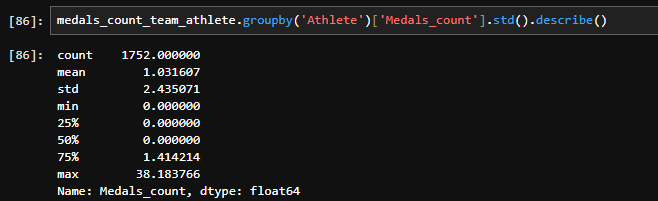 [86]: medals_count_team_athlete.groupby('Athlete')['Medals_count'].std().describe()
[86]: count    1752.000000
mean        1.031607
std         2.435071
min         0.000000
25%         0.000000
50%         0.000000
75%         1.414214
max        38.183766
Name: Medals_count, dtype: float64